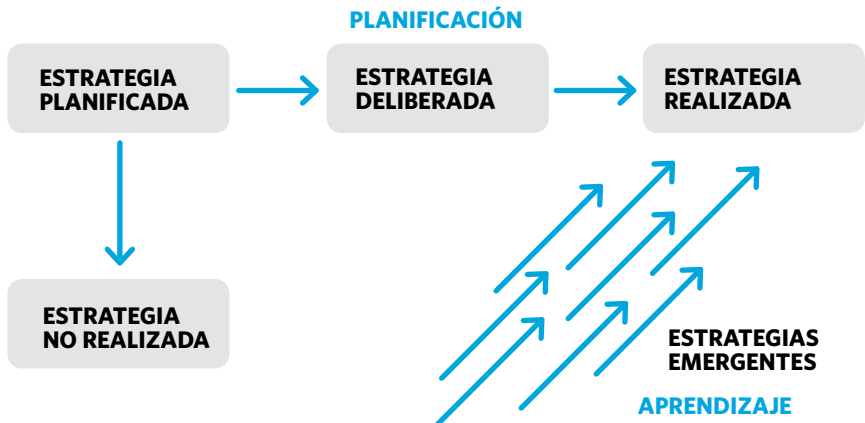 PLANIFICACIÓN
ESTRATEGIA
PLANIFICADA
ESTRATEGIA
DELIBERADA
ESTRATEGIA
REALIZADA
ESTRATEGIA
NO REALIZADA
ESTRATEGIAS
EMERGENTES
APRENDIZAJE